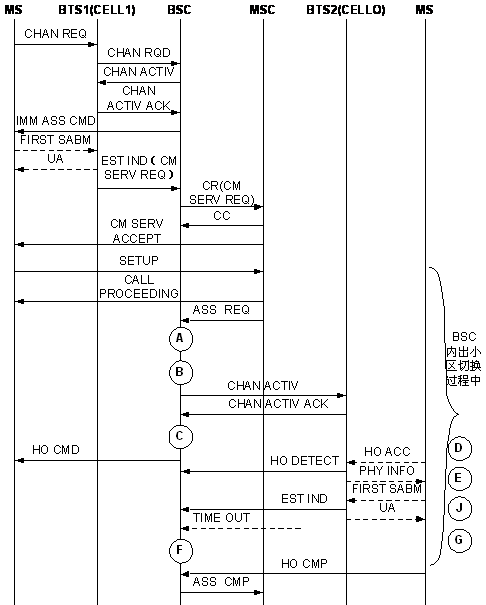 MS BTS1(CELL1) BSC MSC BTS2(CELLO) MS
CHAN REQ
CHAN RQD
CHAN ACTIV
CHAN
ACTIV ACK
IMM ASS CMD
FIRST SABM
UA
EST IND ( CM
SERV REQ )
CR(CM
SERV REQ)
CC
CM SERV
ACCEPT
SETUP
CALL
PROCEEDING
ASS REQ
A
BSC
内出小
区切换
过程中
B
CHAN ACTIV
CHAN ACTIV ACK
C
D
HO CMD
HO ACC
HO DETECT
PHY INFO
E
FIRST SABM
EST IND
UA
J
TIME OUT
G
F
HO CMP
ASS CMP